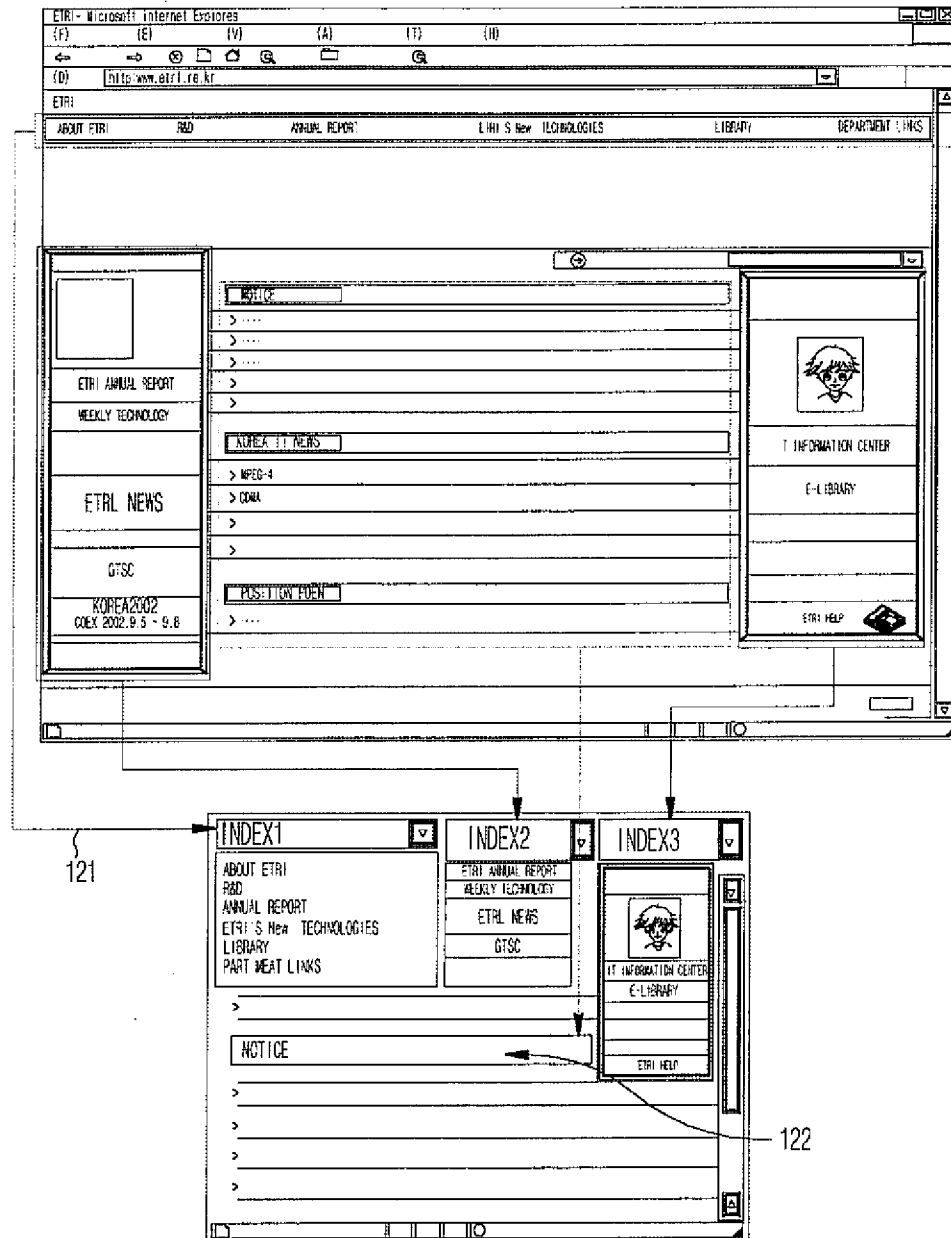 ETRI- Microsoft internet Explores
(F) (E) (V) (A) (T) (H)
(D) http:www.etri.re.kr
ETRI
ABOUT ETRI R&D ANNUAL REPORT ETRI S New TECHNOLOGIES LIBRARY DEPARTMENT LINKS
NOTICE
> ....
> ....
> ....
>
>
ETRI ANNUAL REPORT
WEEKLY TECHNOLOGY
ETRL NEWS
GTSC
KOREA2002
COEX 2002.9.5 ~ 9.8
KOREA IT NEWS
> MPEG-4
> CDMA
>
>
POSITION POEN
> ....
T INFORMATION CENTER
E-LIBRARY
ETRI HELP
121
INDEX1 INDEX2 INDEX3
ABOUT ETRI
R&D
ANNUAL REPORT
ETRI'S New TECHNOLOGIES
LIBRARY
PART MEAT LINKS
ETRI ANNUAL REPORT
WEEKLY TECHNOLOGY
ETRL NEWS
GTSC
IT INFORMATION CENTER
E-LIBRARY
ETRI HELP
>
NOTICE
>
>
>
>
122